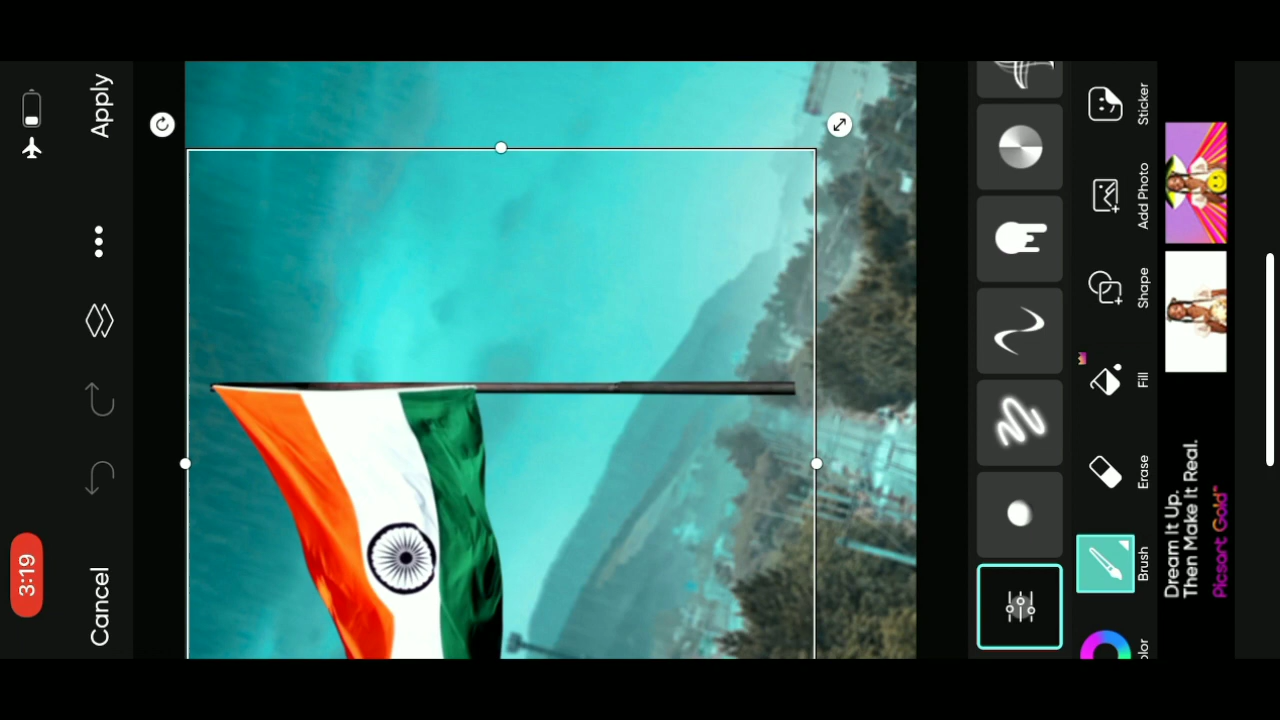 3:19
Cancel
Apply
olor
Brush
Erase
Fill
Shape
Add Photo
Sticker
Dream It Up.
Then Make It Real.
Picsart Gold